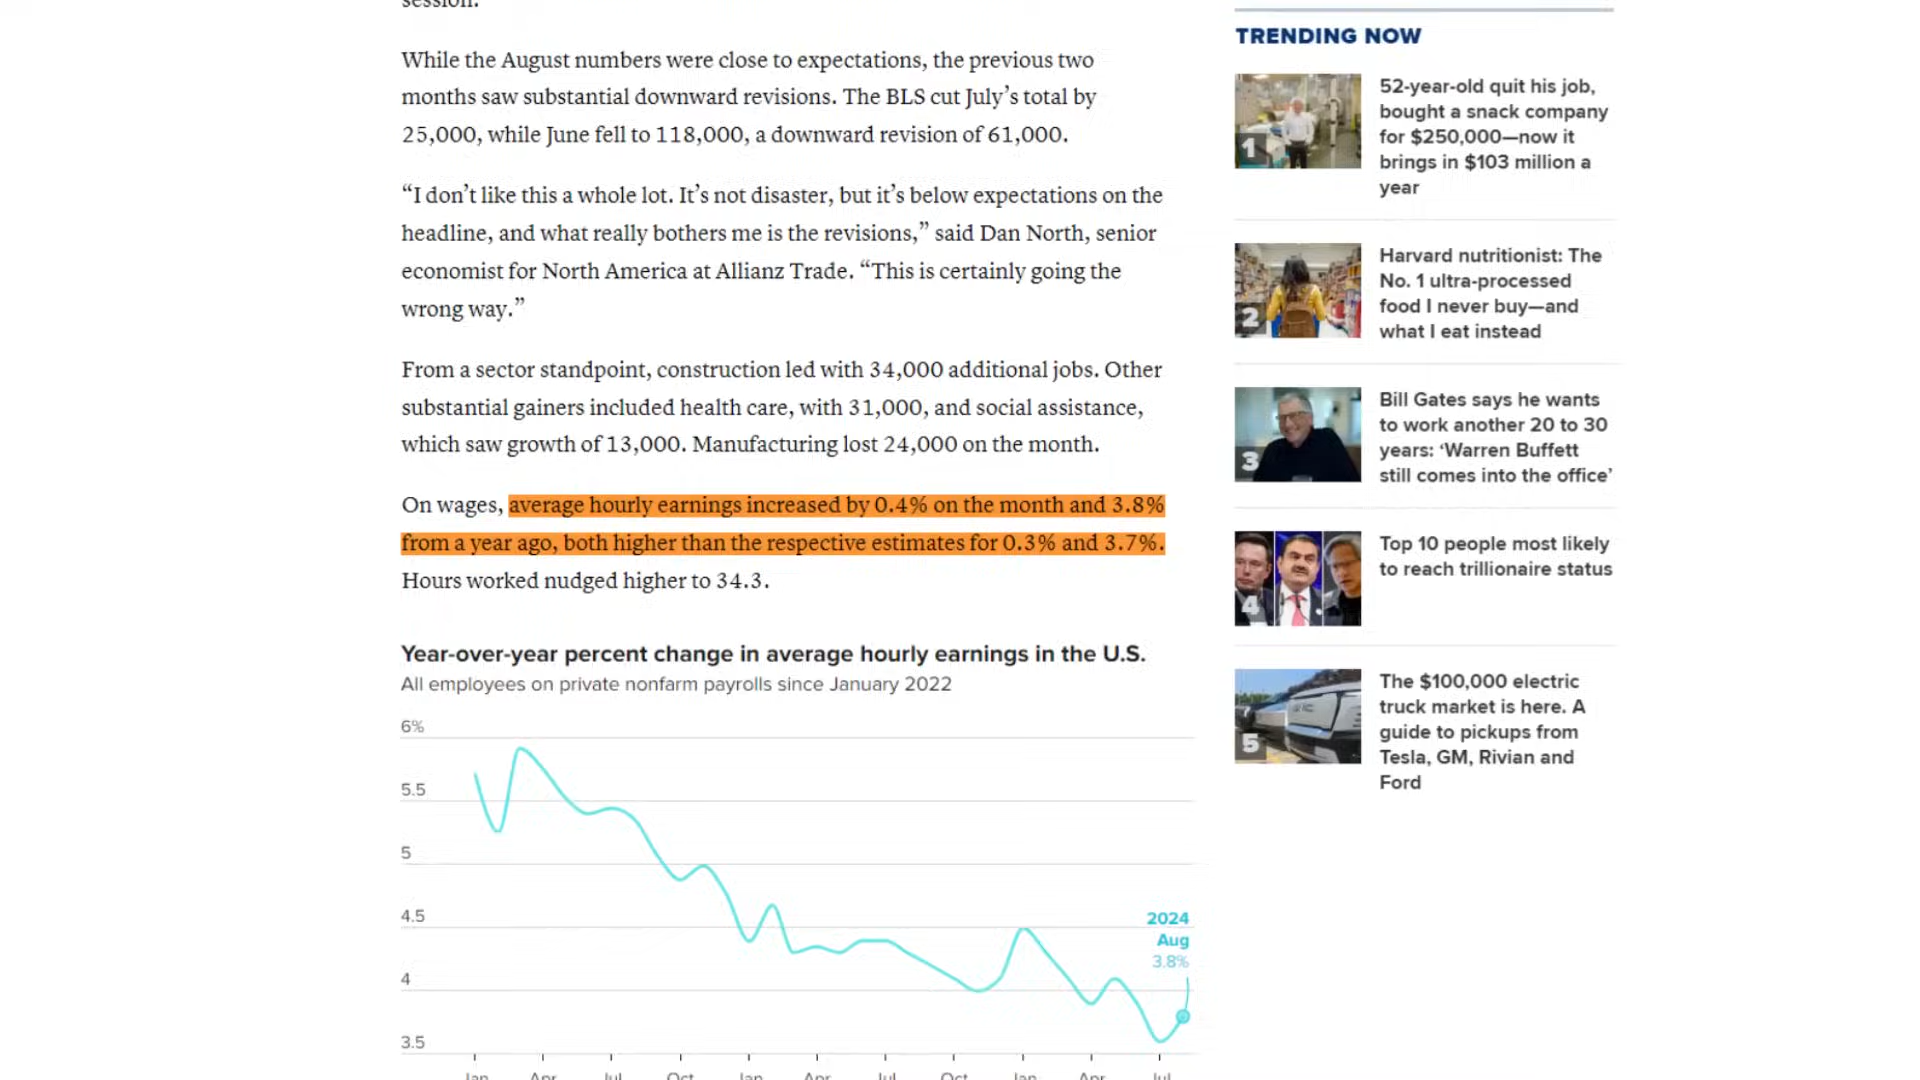 session.
While the August numbers were close to expectations, the previous two
months saw substantial downward revisions. The BLS cut July’s total by
25,000, while June fell to 118,000, a downward revision of 61,000.
“I don’t like this a whole lot. It’s not disaster, but it’s below expectations on the
headline, and what really bothers me is the revisions,” said Dan North, senior
economist for North America at Allianz Trade. “This is certainly going the
wrong way.”
From a sector standpoint, construction led with 34,000 additional jobs. Other
substantial gainers included health care, with 31,000, and social assistance,
which saw growth of 13,000. Manufacturing lost 24,000 on the month.
On wages, average hourly earnings increased by 0.4% on the month and 3.8%
from a year ago, both higher than the respective estimates for 0.3% and 3.7%.
Hours worked nudged higher to 34.3.
Year-over-year percent change in average hourly earnings in the U.S.
All employees on private nonfarm payrolls since January 2022
6%
5.5
5
4.5
4
3.5
2024
Aug
3.8%
Jan Apr Jul Oct Jan Apr Jul Oct Jan Apr Jul
TRENDING NOW
1
52-year-old quit his job,
bought a snack company
for $250,000—now it
brings in $103 million a
year
2
Harvard nutritionist: The
No. 1 ultra-processed
food I never buy—and
what I eat instead
3
Bill Gates says he wants
to work another 20 to 30
years: ‘Warren Buffett
still comes into the office’
4
Top 10 people most likely
to reach trillionaire status
5
The $100,000 electric
truck market is here. A
guide to pickups from
Tesla, GM, Rivian and
Ford